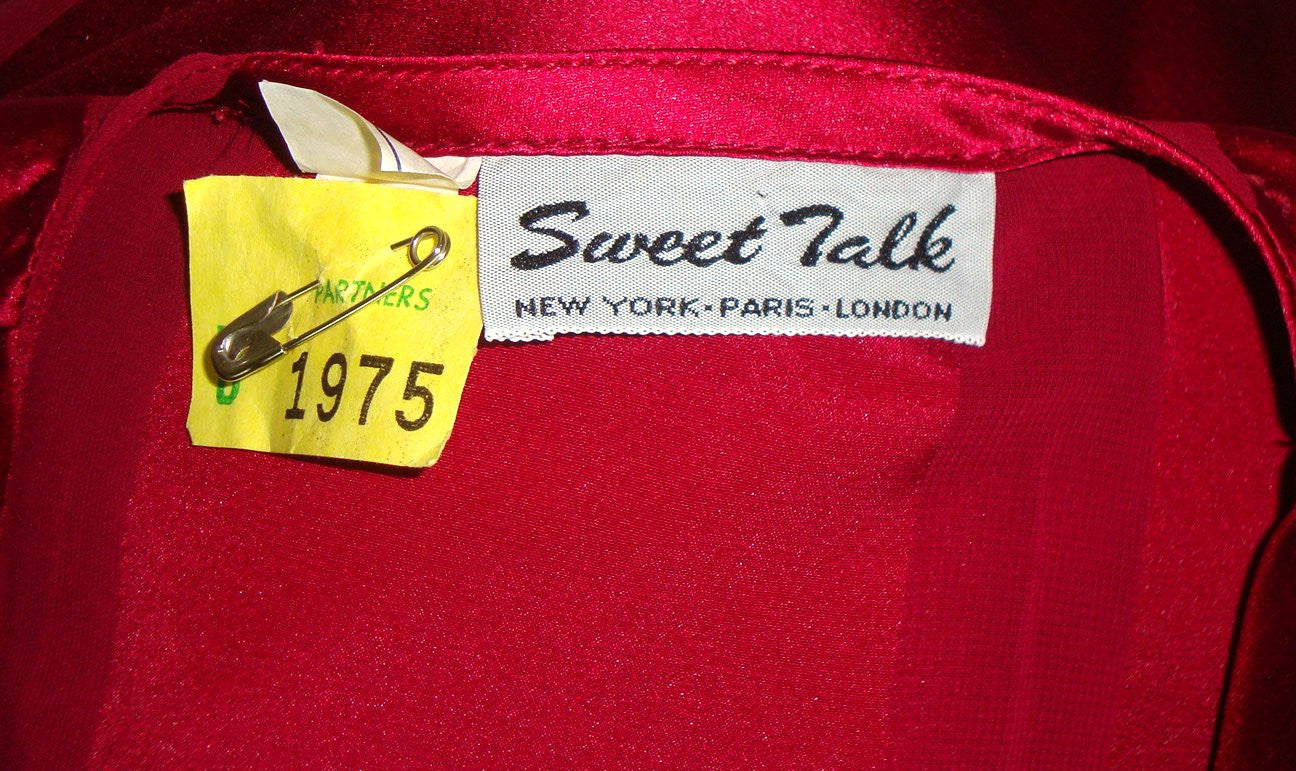 PARTNERS
1975
Sweet Talk
NEW YORK·PARIS·LONDON